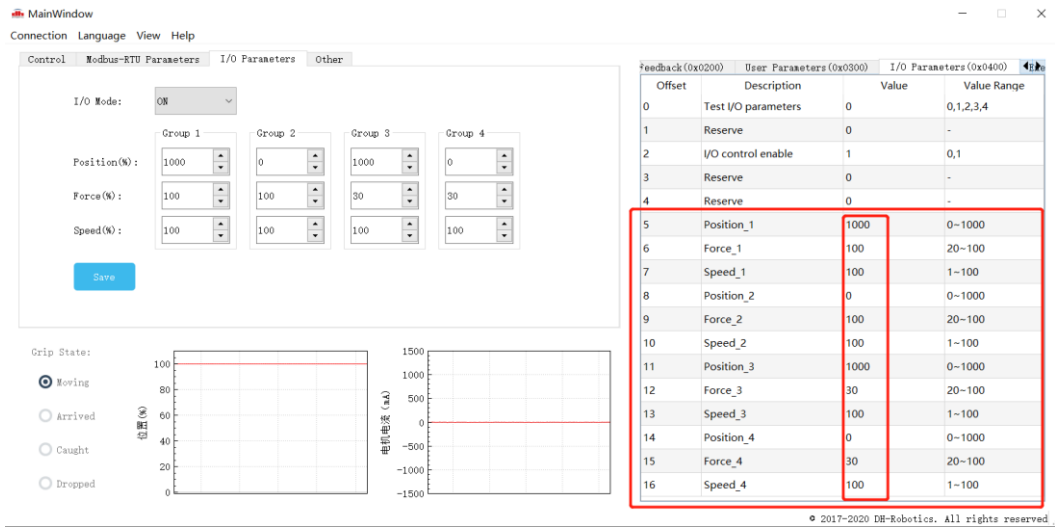 MainWindow
Connection Language View Help
Control Modbus-RTU Parameters I/O Parameters Other
I/O Mode: ON
Group 1 Group 2 Group 3 Group 4
Position(%): 1000 0 1000 0
Force(%): 100 100 30 30
Speed(%): 100 100 100 100
Save
Grip State:
Moving
Arrived
Caught
Dropped
100
80
60
40
20
0
位置(%)
1500
1000
500
0
-500
-1000
-1500
电机电流(mA)
feedback(0x0200) User Parameters(0x0300) I/O Parameters(0x0400)
Offset Description Value Value Range
0 Test I/O parameters 0 0,1,2,3,4
1 Reserve 0 -
2 I/O control enable 1 0,1
3 Reserve 0 -
4 Reserve 0 -
5 Position_1 1000 0~1000
6 Force_1 100 20~100
7 Speed_1 100 1~100
8 Position_2 0 0~1000
9 Force_2 100 20~100
10 Speed_2 100 1~100
11 Position_3 1000 0~1000
12 Force_3 30 20~100
13 Speed_3 100 1~100
14 Position_4 0 0~1000
15 Force_4 30 20~100
16 Speed_4 100 1~100
© 2017-2020 DH-Robotics. All rights reserved